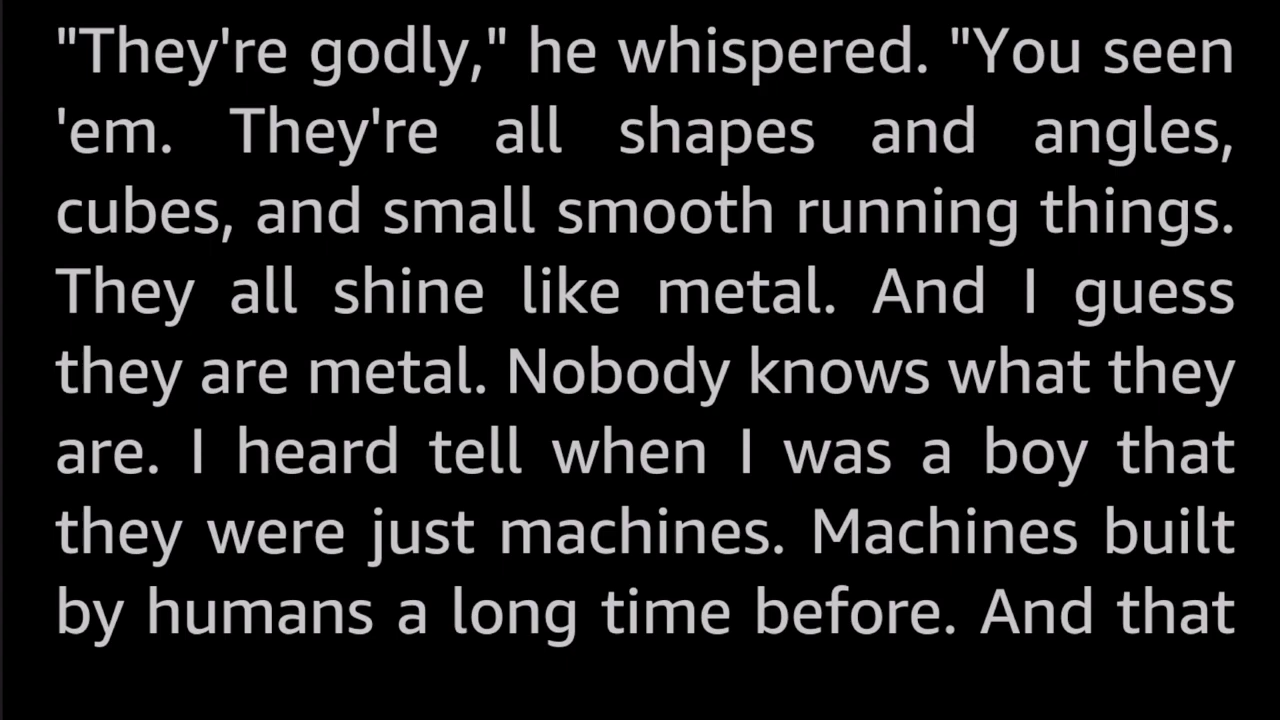 "They're godly," he whispered. "You seen
'em. They're all shapes and angles,
cubes, and small smooth running things.
They all shine like metal. And I guess
they are metal. Nobody knows what they
are. I heard tell when I was a boy that
they were just machines. Machines built
by humans a long time before. And that